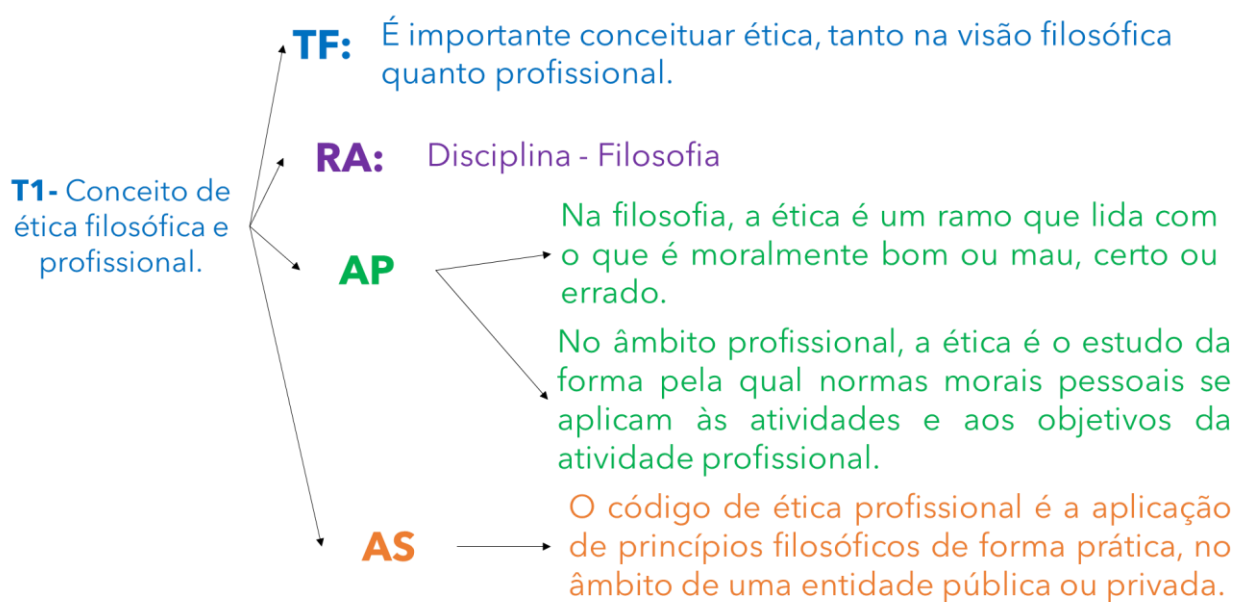 TF: É importante conceituar ética, tanto na visão filosófica
quanto profissional.
RA: Disciplina - Filosofia
T1- Conceito de
ética filosófica e
profissional.
AP
Na filosofia, a ética é um ramo que lida com
o que é moralmente bom ou mau, certo ou
errado.
No âmbito profissional, a ética é o estudo da
forma pela qual normas morais pessoais se
aplicam às atividades e aos objetivos da
atividade profissional.
AS
O código de ética profissional é a aplicação
de princípios filosóficos de forma prática, no
âmbito de uma entidade pública ou privada.